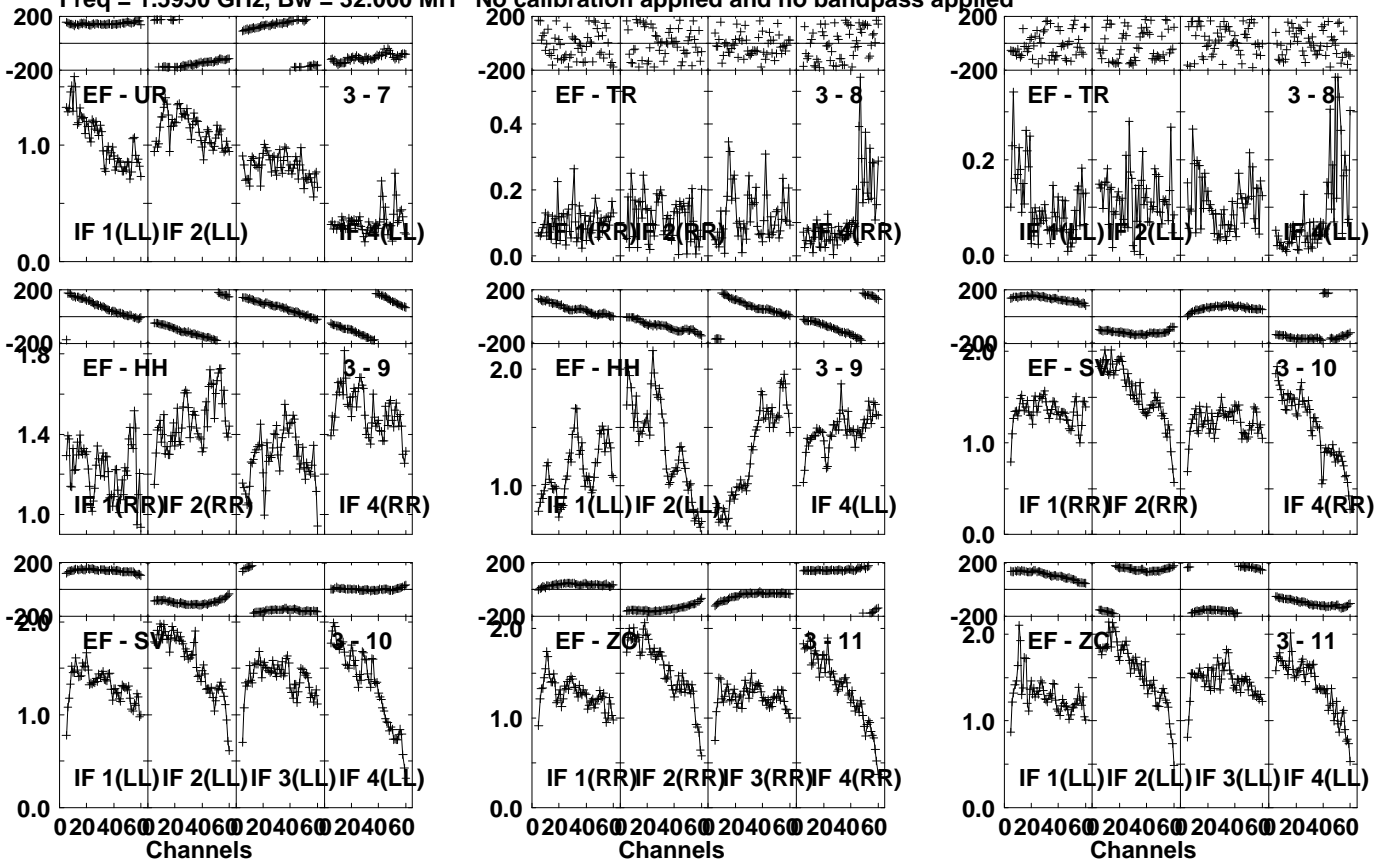 Freq = 1.5950 GHz, Bw = 32.000 MH No calibration applied and no bandpass applied
200 200 200
-200 -200 -200
EF - UR 3 - 7 EF - TR 3 - 8 EF - TR 3 - 8
1.0 0.4 0.2
0.2
IF 1(LL) IF 2(LL) IF 4(LL) IF 1(RR) IF 2(RR) IF 4(RR) IF 1(LL) IF 2(LL) IF 4(LL)
0.0 0.0 0.0
200 200 200
-200 -200 -200
1.8 2.0 2.0
EF - HH 3 - 9 EF - HH 3 - 9 EF - SV 3 - 10
1.4 1.0 1.0
IF 1(RR) IF 2(RR) IF 4(RR) IF 1(LL) IF 2(LL) IF 4(LL) IF 1(RR) IF 2(RR) IF 4(RR)
1.0 0.0
200 200 200
-200 -200 -200
2.0 2.0 2.0
EF - SV 3 - 10 EF - ZC 3 - 11 EF - ZC 3 - 11
1.0 1.0 1.0
IF 1(LL) IF 2(LL) IF 3(LL) IF 4(LL) IF 1(RR) IF 2(RR) IF 3(RR) IF 4(RR) IF 1(LL) IF 2(LL) IF 3(LL) IF 4(LL)
0.0 0.0 0.0
0 20 40 60 0 20 40 60 0 20 40 60 0 20 40 60 0 20 40 60 0 20 40 60 0 20 40 60 0 20 40 60 0 20 40 60 0 20 40 60 0 20 40 60 0 20 40 60
Channels Channels Channels